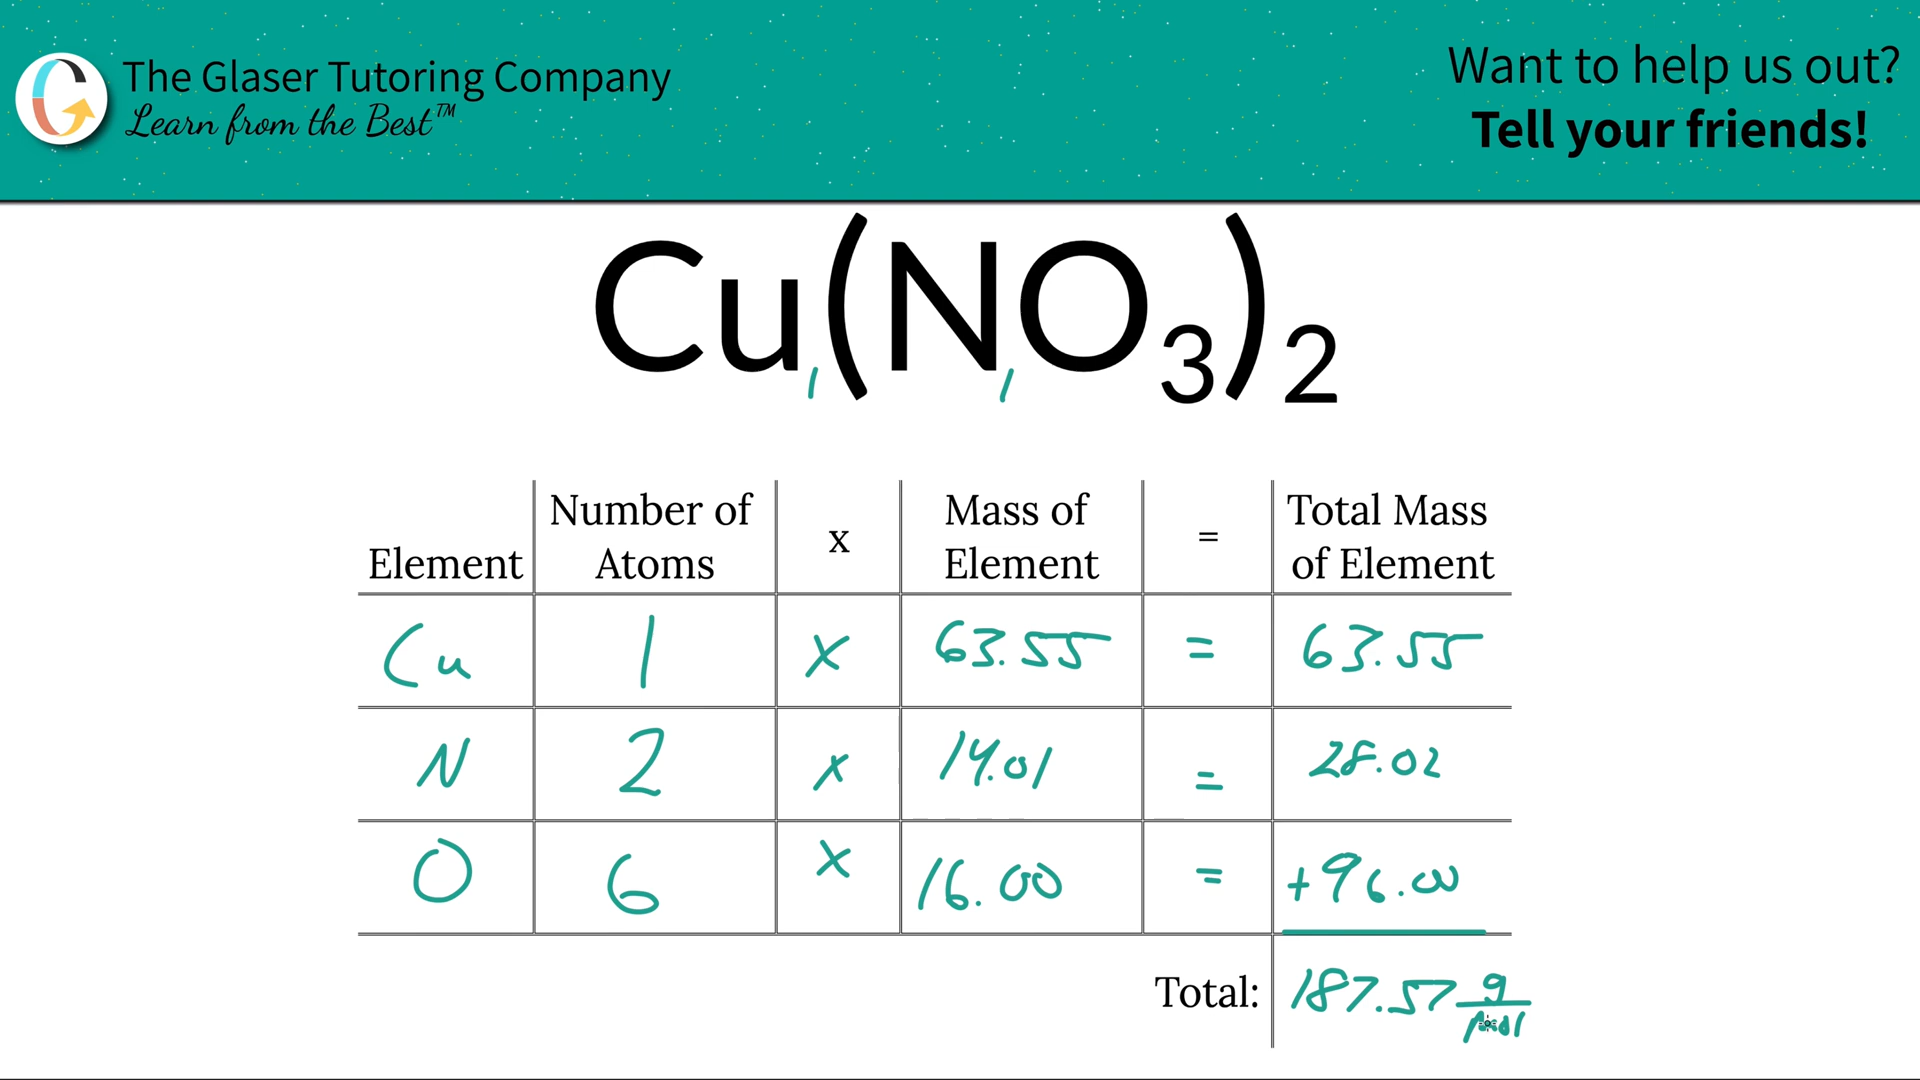 The Glaser Tutoring Company
Learn from the Best™
Want to help us out?
Tell your friends!
Cu₁(N₁O₃)₂
Element | Number of Atoms | x | Mass of Element | = | Total Mass of Element
Cu | 1 | x | 63.55 | = | 63.55
N | 2 | x | 14.01 | = | 28.02
O | 6 | x | 16.00 | = | +96.00
Total: 187.57 g/mol